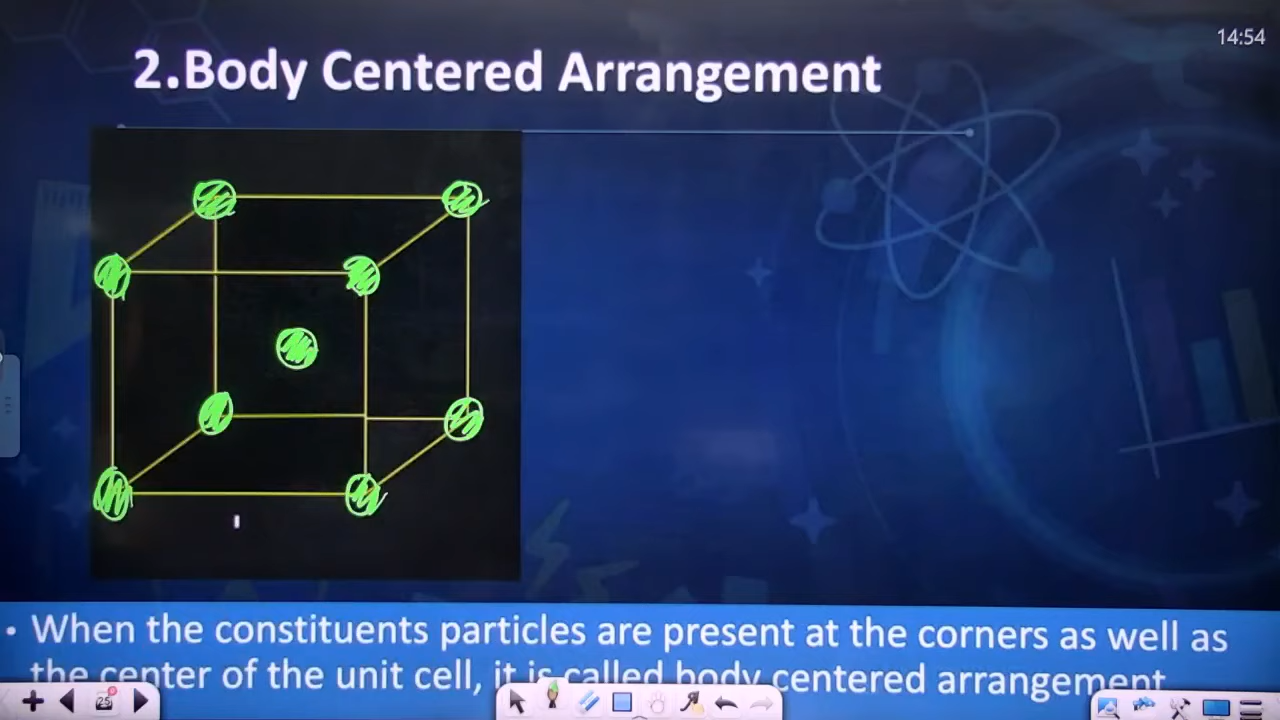 14:54
2.Body Centered Arrangement
• When the constituents particles are present at the corners as well as
the center of the unit cell, it is called body centered arrangement
25